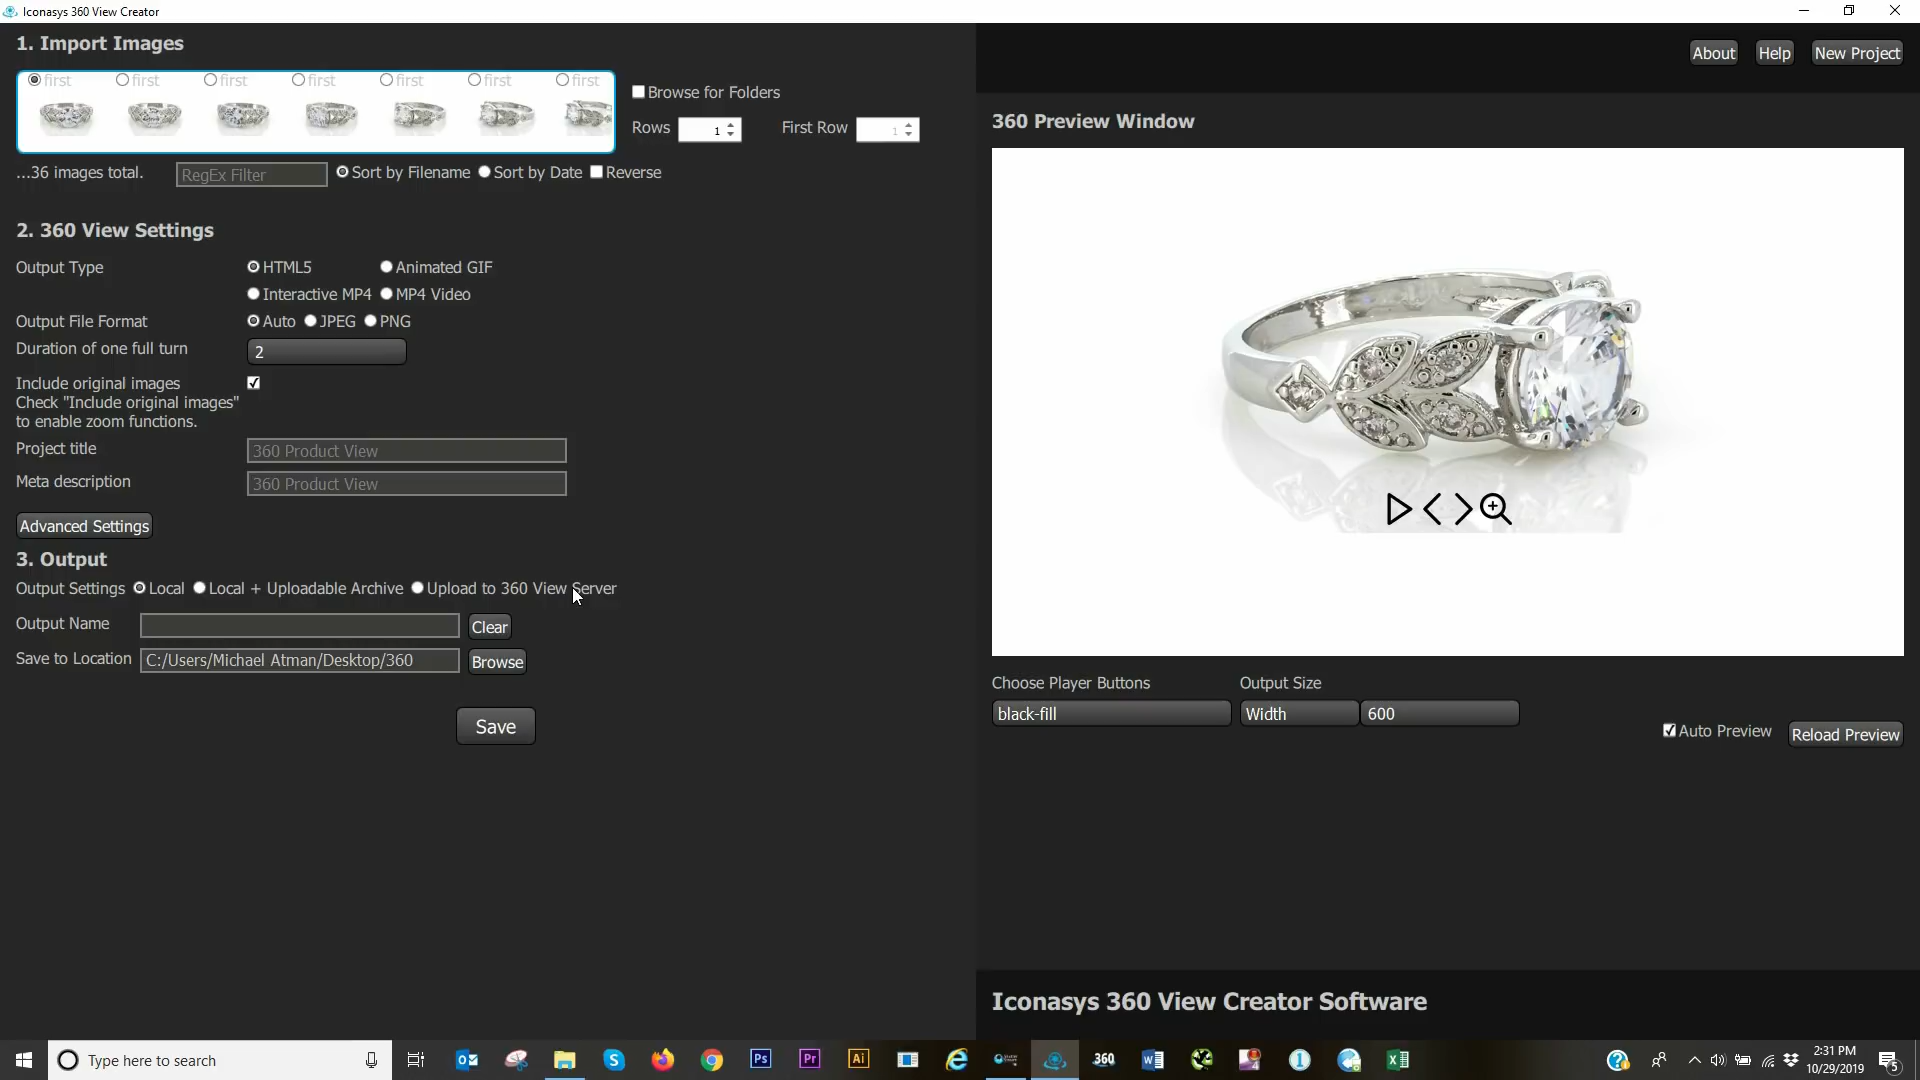 Iconasys 360 View Creator
1. Import Images
About Help New Project
first first first first first first first
Browse for Folders
Rows 1 First Row 1
360 Preview Window
...36 images total. RegEx Filter Sort by Filename Sort by Date Reverse
2. 360 View Settings
Output Type HTML5 Animated GIF
Interactive MP4 MP4 Video
Output File Format Auto JPEG PNG
Duration of one full turn 2
Include original images
Check "Include original images"
to enable zoom functions.
Project title 360 Product View
Meta description 360 Product View
Advanced Settings
3. Output
Output Settings Local Local + Uploadable Archive Upload to 360 View Server
Output Name Clear
Save to Location C:/Users/Michael Atman/Desktop/360 Browse
Save
Choose Player Buttons Output Size
black-fill Width 600
Auto Preview Reload Preview
Iconasys 360 View Creator Software
Type here to search
Ps Pr Ai 360
2:31 PM
10/29/2019
5